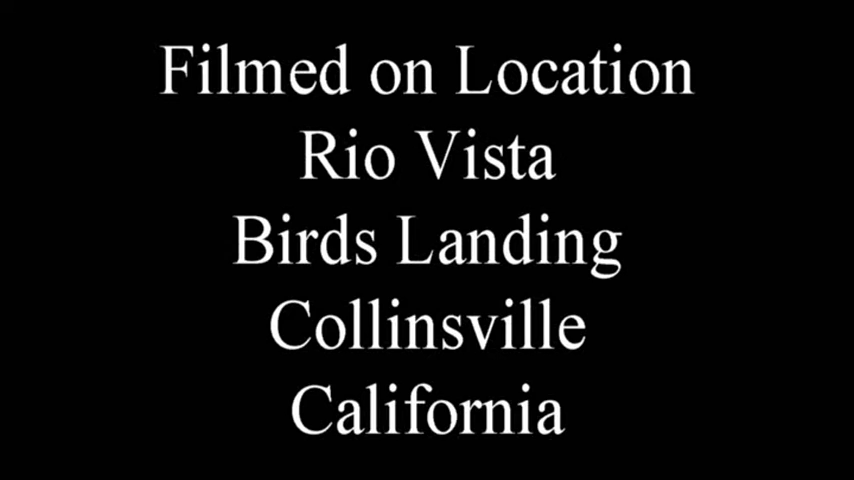 Filmed on Location
Rio Vista
Birds Landing
Collinsville
California